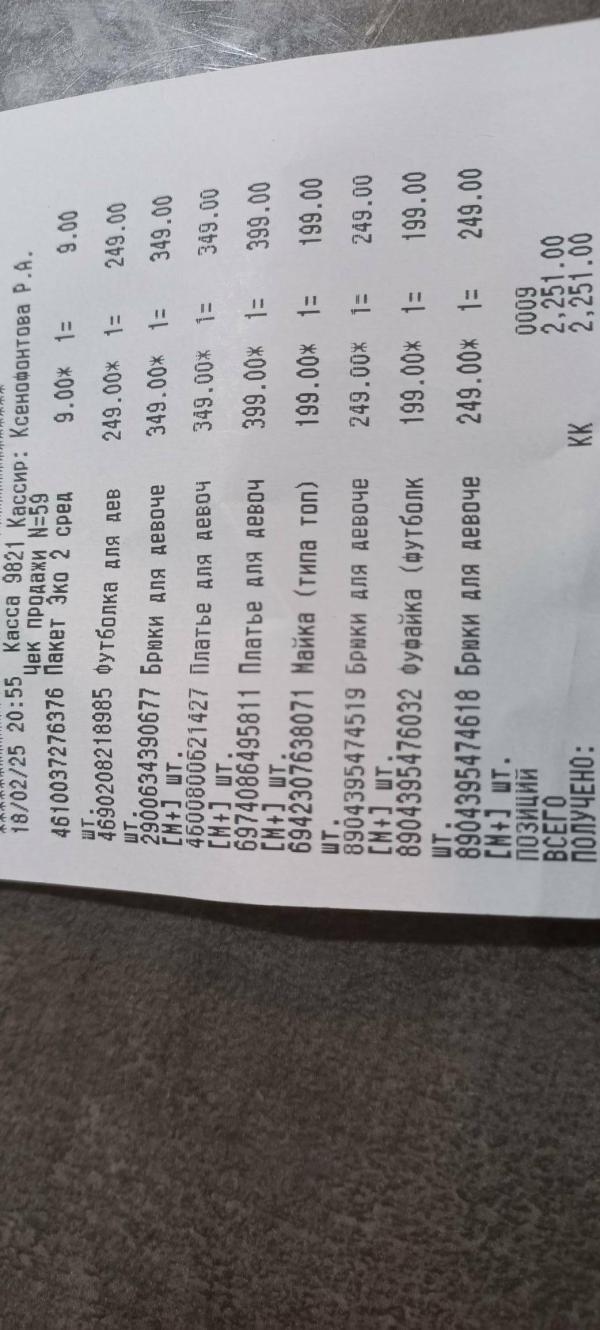 ************************
18/02/25 20:55 Касса 9821 Кассир: Ксенофонтова Р.А.
Чек продажи N=59
4610037276376 Пакет Эко 2 сред 9.00* 1= 9.00
шт.
4690208218985 Футболка для дев 249.00* 1= 249.00
шт.
2900634390677 Брюки для девоче 349.00* 1= 349.00
[М+] шт.
4600800621427 Платье для девоч 349.00* 1= 349.00
[М+] шт.
6974086495811 Платье для девоч 399.00* 1= 399.00
[М+] шт.
6942307638071 Майка (типа топ) 199.00* 1= 199.00
шт.
8904395474519 Брюки для девоче 249.00* 1= 249.00
[М+] шт.
8904395476032 Фуфайка (футболк 199.00* 1= 199.00
шт.
8904395474618 Брюки для девоче 249.00* 1= 249.00
[М+] шт.
ПОЗИЦИЙ 0009
ВСЕГО 2,251.00
ПОЛУЧЕНО: КК 2,251.00